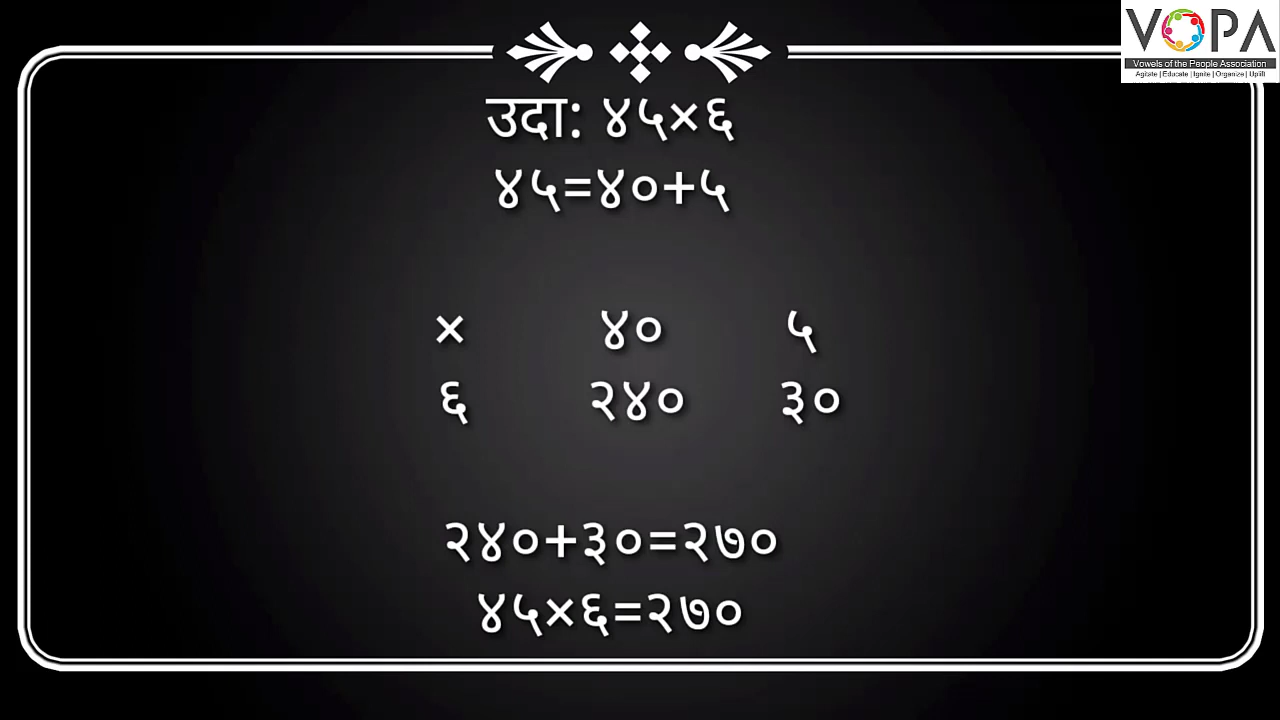 VOPA
Vowels of the People Association
Agitate | Educate | Ignite | Organize | Uplift
उदा: ४५×६
४५=४०+५
× ४० ५
६ २४० ३०
२४०+३०=२७०
४५×६=२७०